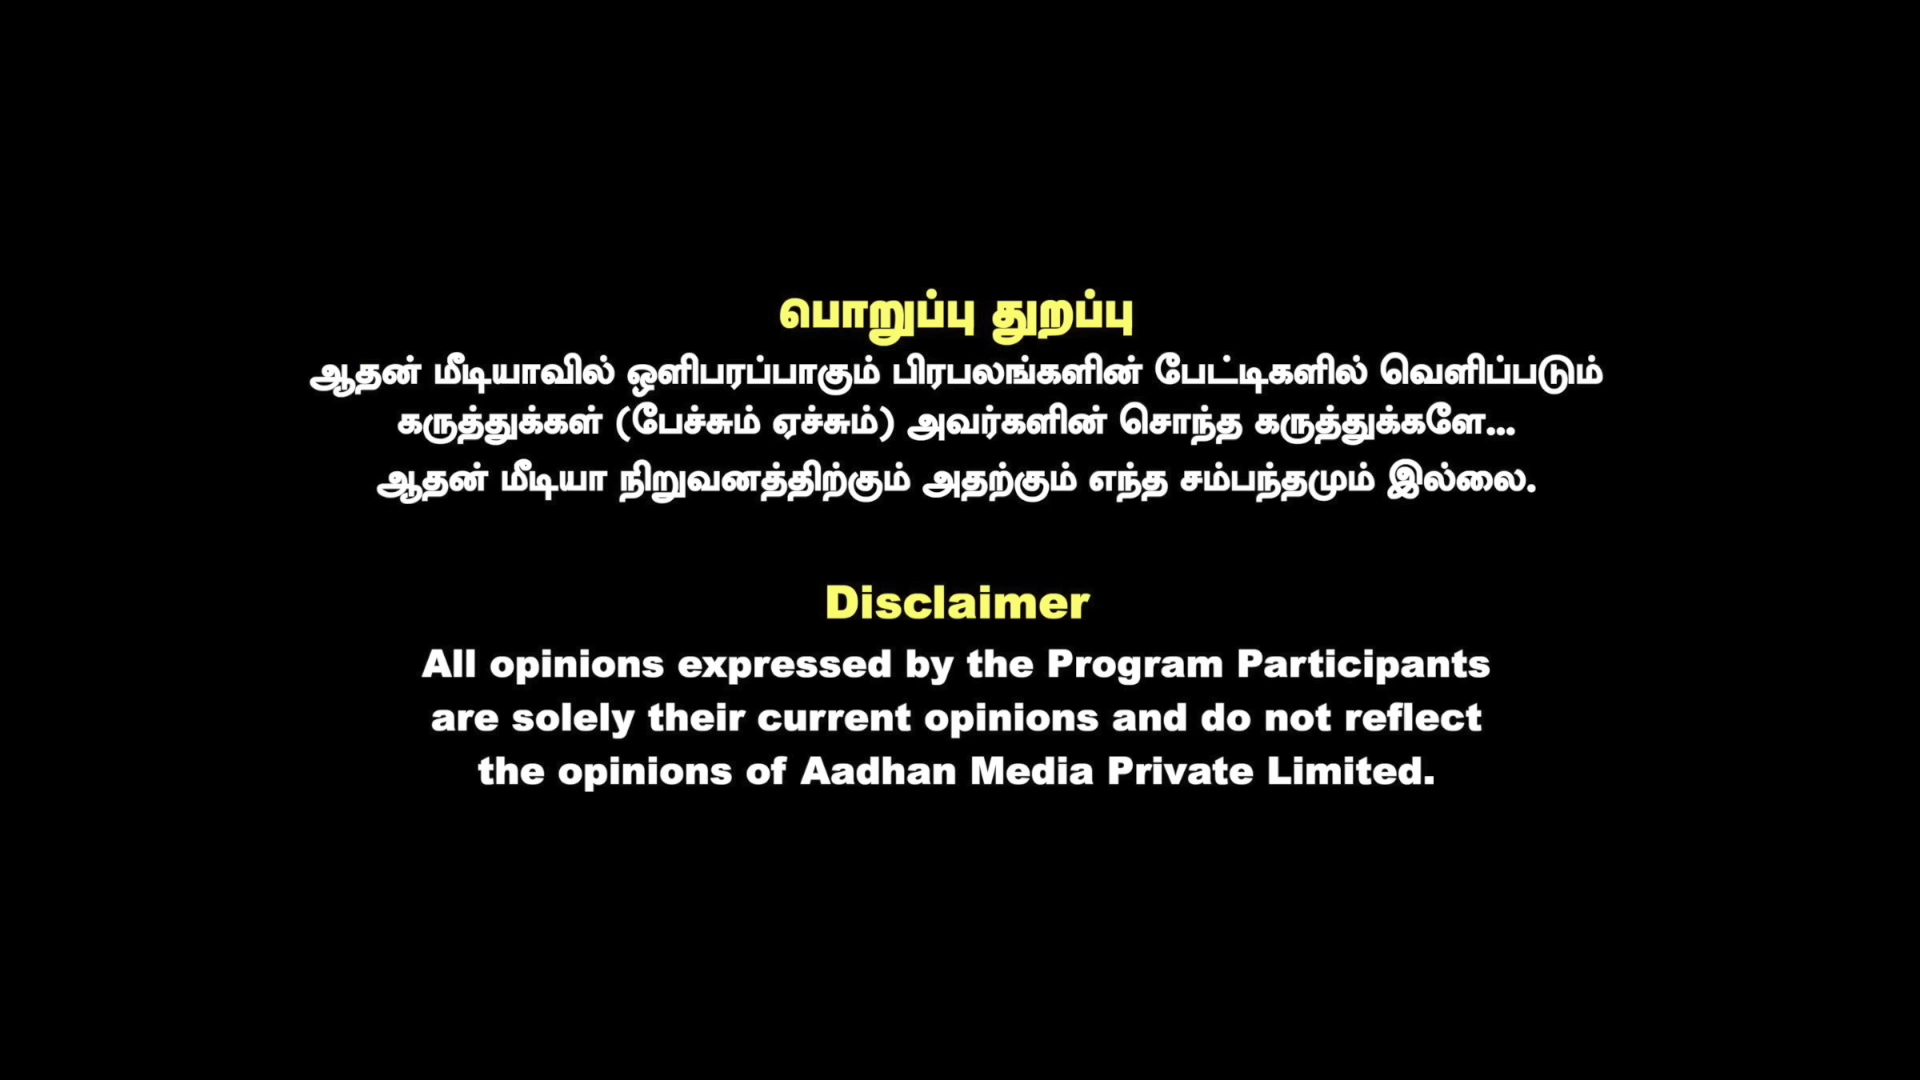 பொறுப்பு துறப்பு
ஆதன் மீடியாவில் ஒளிபரப்பாகும் பிரபலங்களின் பேட்டிகளில் வெளிப்படும்
கருத்துக்கள் (பேச்சும் ஏச்சும்) அவர்களின் சொந்த கருத்துக்களே...
ஆதன் மீடியா நிறுவனத்திற்கும் அதற்கும் எந்த சம்பந்தமும் இல்லை.
Disclaimer
All opinions expressed by the Program Participants
are solely their current opinions and do not reflect
the opinions of Aadhan Media Private Limited.